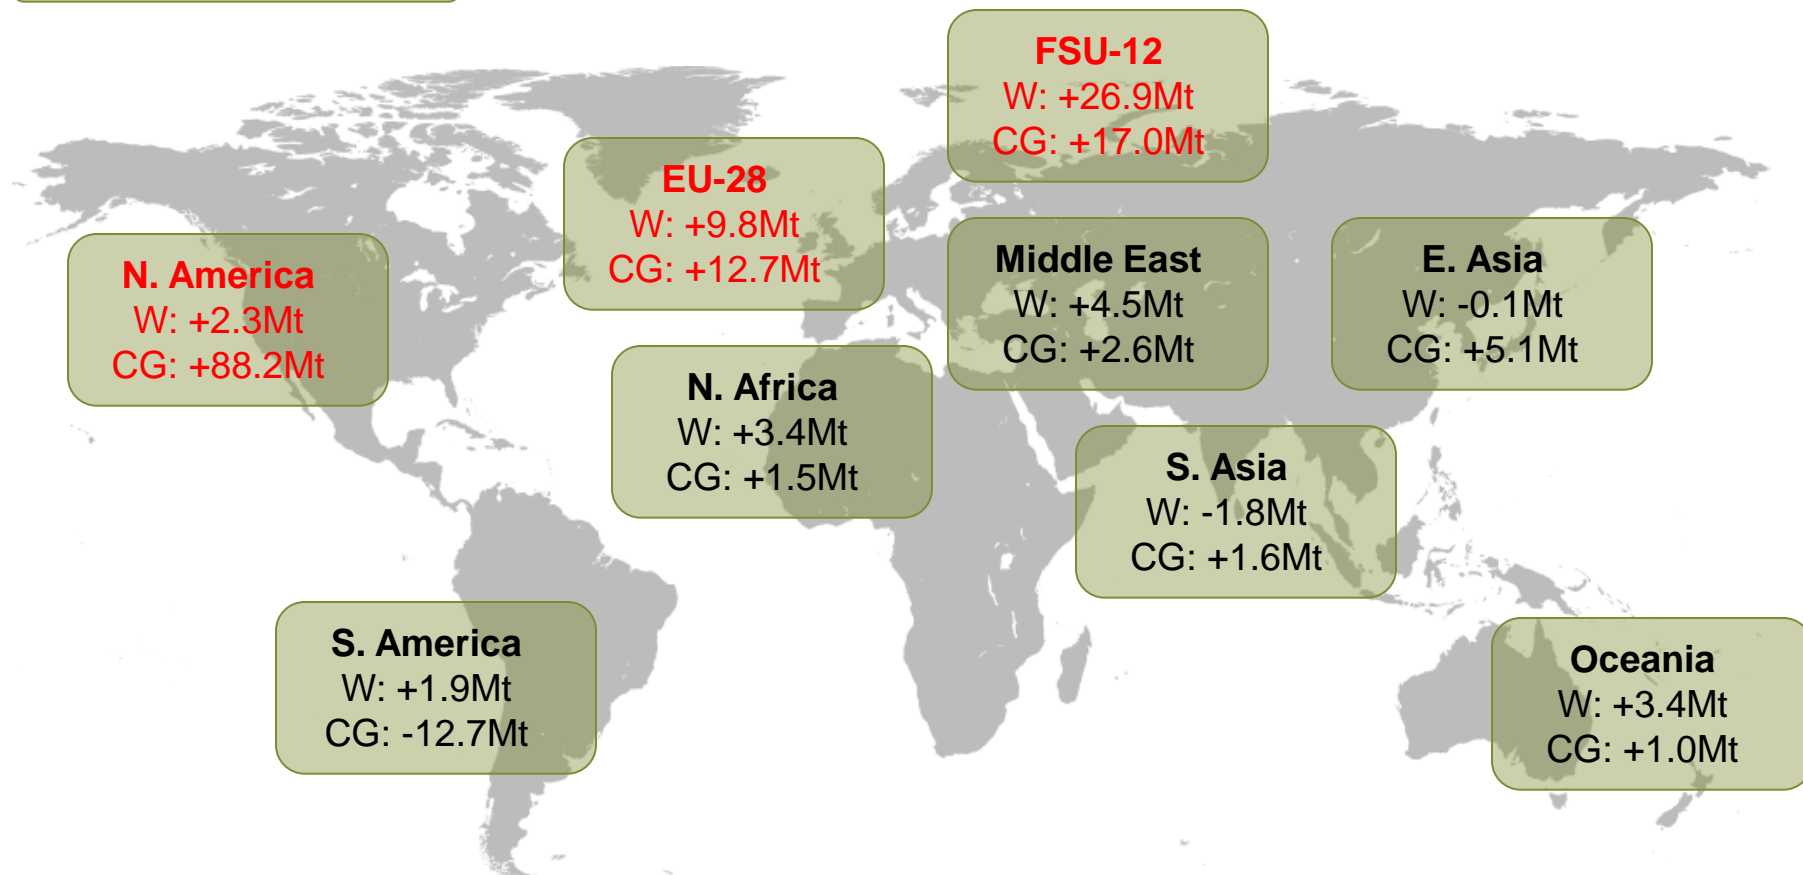 FSU-12
W: +26.9Mt
CG: +17.0Mt
EU-28
W: +9.8Mt
CG: +12.7Mt
N. America
W: +2.3Mt
CG: +88.2Mt
Middle East
W: +4.5Mt
CG: +2.6Mt
E. Asia
W: -0.1Mt
CG: +5.1Mt
N. Africa
W: +3.4Mt
CG: +1.5Mt
S. Asia
W: -1.8Mt
CG: +1.6Mt
S. America
W: +1.9Mt
CG: -12.7Mt
Oceania
W: +3.4Mt
CG: +1.0Mt